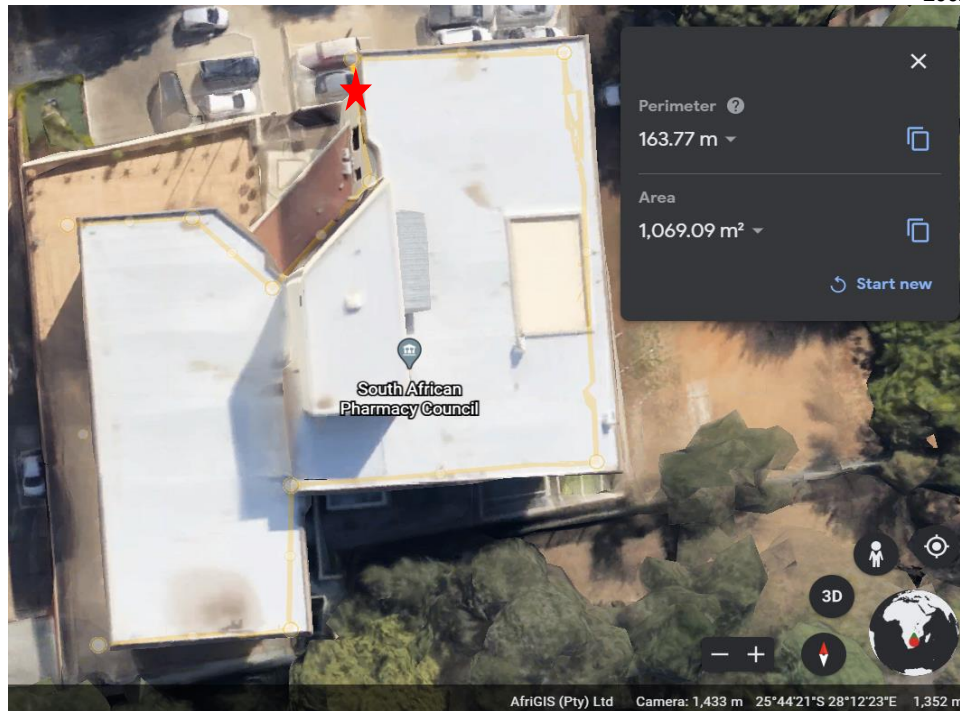 Perimeter ?
163.77 m
Area
1,069.09 m²
Start new
South African
Pharmacy Council
3D
AfriGIS (Pty) Ltd Camera: 1,433 m 25°44'21"S 28°12'23"E 1,352 m